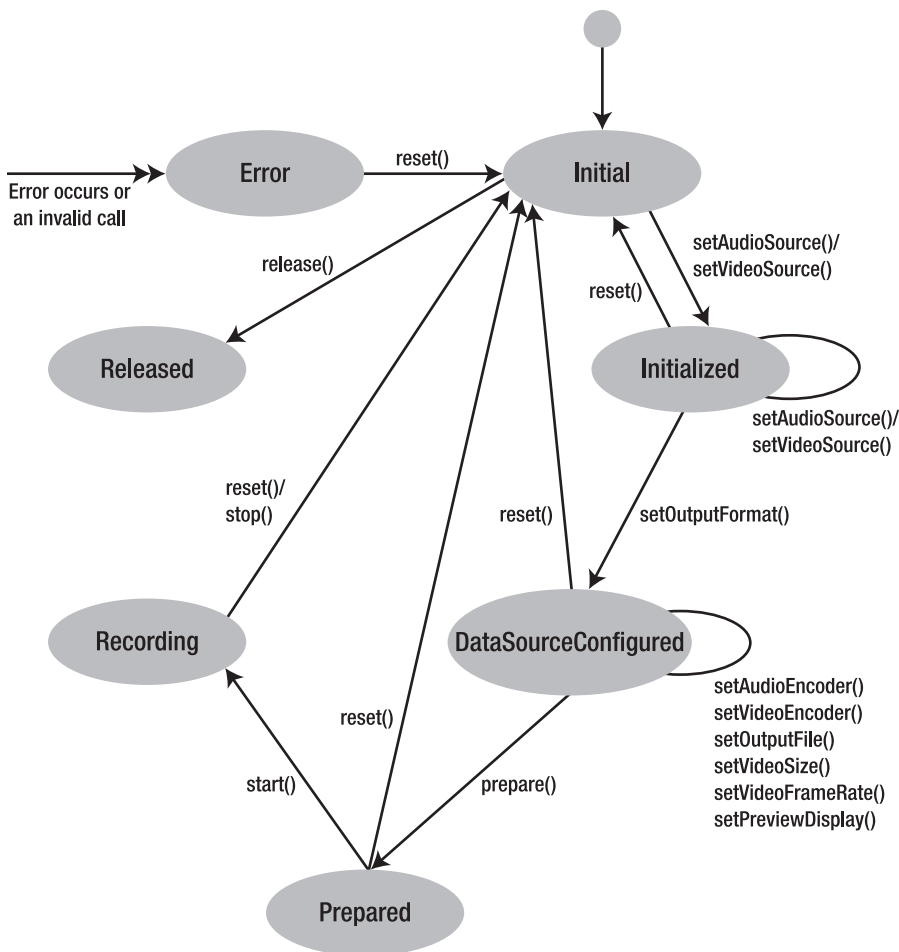 Error
reset()
Initial
Error occurs or
an invalid call
setAudioSource()/
setVideoSource()
release()
reset()
Released
Initialized
setAudioSource()/
setVideoSource()
reset()/
stop()
reset()
setOutputFormat()
Recording
DataSourceConfigured
setAudioEncoder()
setVideoEncoder()
setOutputFile()
setVideoSize()
setVideoFrameRate()
setPreviewDisplay()
reset()
start()
prepare()
Prepared